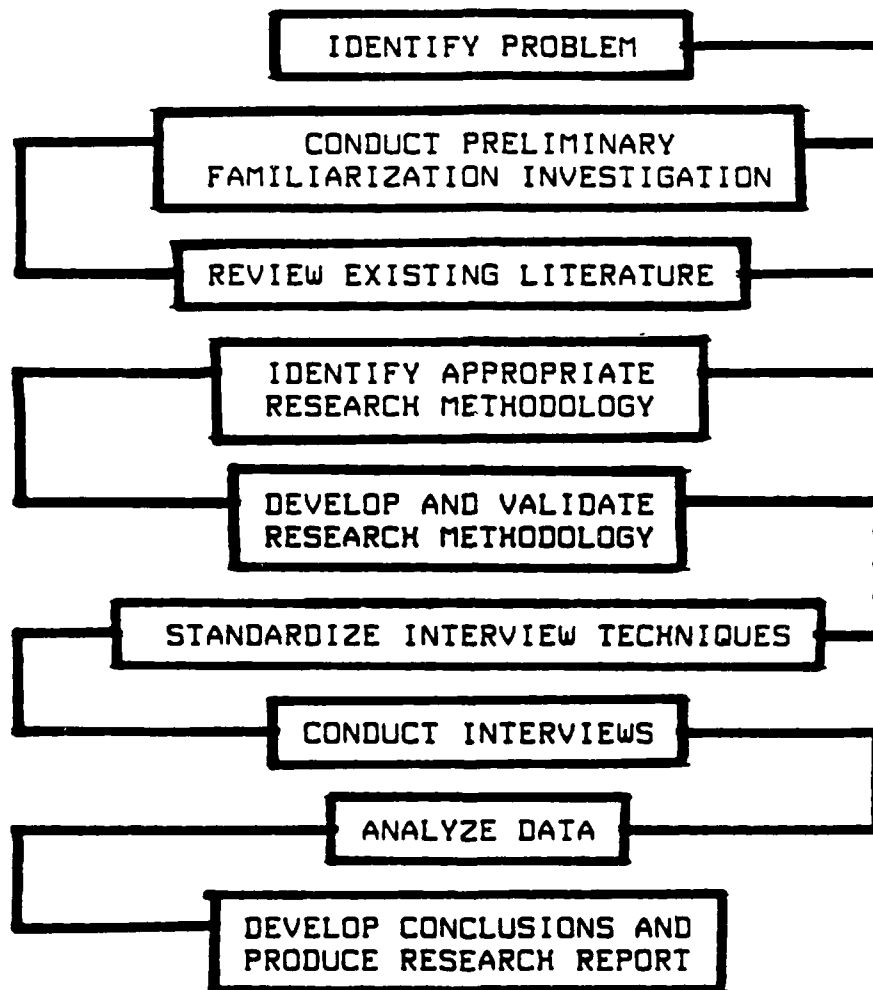 IDENTIFY PROBLEM
CONDUCT PRELIMINARY
FAMILIARIZATION INVESTIGATION
REVIEW EXISTING LITERATURE
IDENTIFY APPROPRIATE
RESEARCH METHODOLOGY
DEVELOP AND VALIDATE
RESEARCH METHODOLOGY
STANDARDIZE INTERVIEW TECHNIQUES
CONDUCT INTERVIEWS
ANALYZE DATA
DEVELOP CONCLUSIONS AND
PRODUCE RESEARCH REPORT